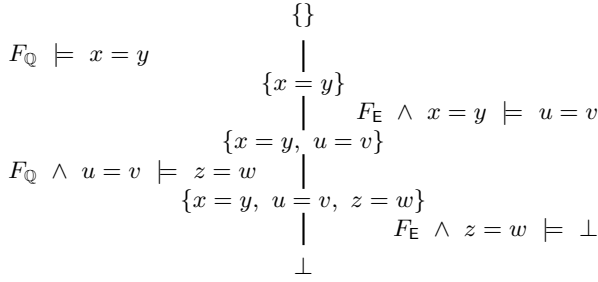 {}
F_ℚ ⊨ x = y
{x = y}
F_E ∧ x = y ⊨ u = v
{x = y, u = v}
F_ℚ ∧ u = v ⊨ z = w
{x = y, u = v, z = w}
F_E ∧ z = w ⊨ ⊥
⊥